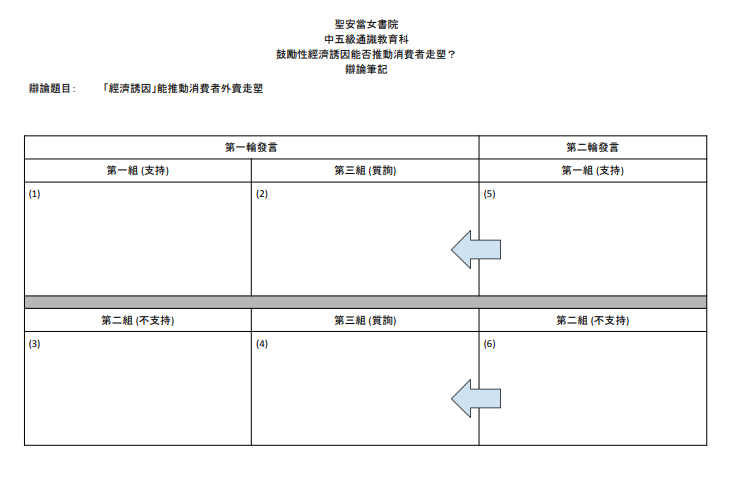 聖安當女書院
中五級通識教育科
鼓勵性經濟誘因能否推動消費者走塑？
辯論筆記
辯論題目： 「經濟誘因」能推動消費者外賣走塑
第一輪發言 第二輪發言
第一組 (支持) 第三組 (質詢) 第一組 (支持)
(1) (2) (5)
第二組 (不支持) 第三組 (質詢) 第二組 (不支持)
(3) (4) (6)